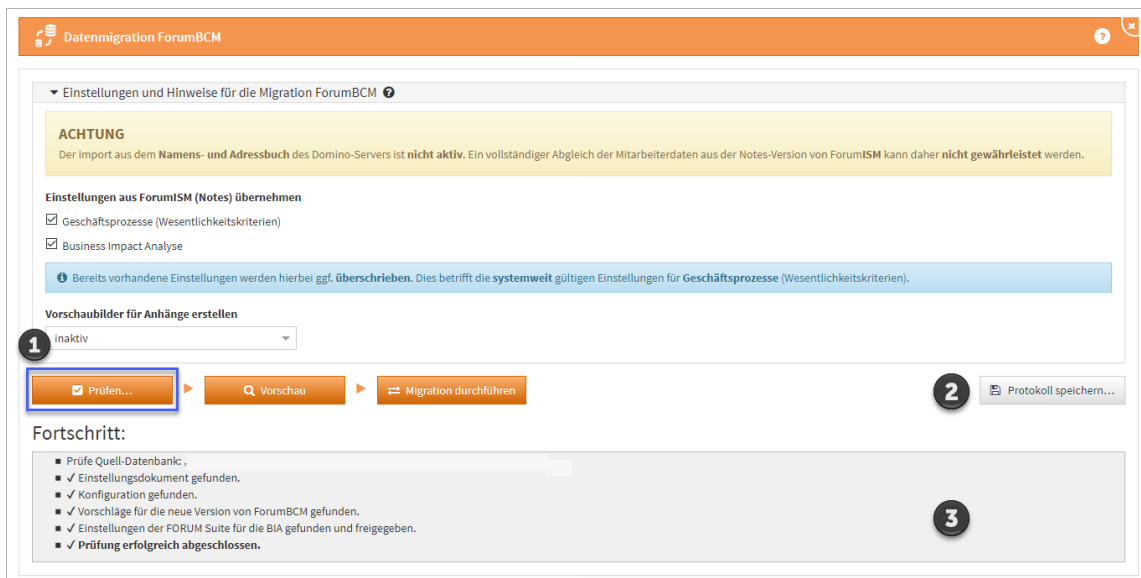 Datenmigration ForumBCM
Einstellungen und Hinweise für die Migration ForumBCM
ACHTUNG
Der Import aus dem Namens- und Adressbuch des Domino-Servers ist nicht aktiv. Ein vollständiger Abgleich der Mitarbeiterdaten aus der Notes-Version von ForumISM kann daher nicht gewährleistet werden.
Einstellungen aus ForumISM (Notes) übernehmen
Geschäftsprozesse (Wesentlichkeitskriterien)
Business Impact Analyse
Bereits vorhandene Einstellungen werden hierbei ggf. überschrieben. Dies betrifft die systemweit gültigen Einstellungen für Geschäftsprozesse (Wesentlichkeitskriterien).
Vorschaubilder für Anhänge erstellen
1 inaktiv
Prüfen... Vorschau Migration durchführen 2 Protokoll speichern...
Fortschritt:
Prüfe Quell-Datenbank: ,
✓ Einstellungsdokument gefunden.
✓ Konfiguration gefunden.
✓ Vorschläge für die neue Version von ForumBCM gefunden.
✓ Einstellungen der FORUM Suite für die BIA gefunden und freigegeben.
✓ Prüfung erfolgreich abgeschlossen.
3